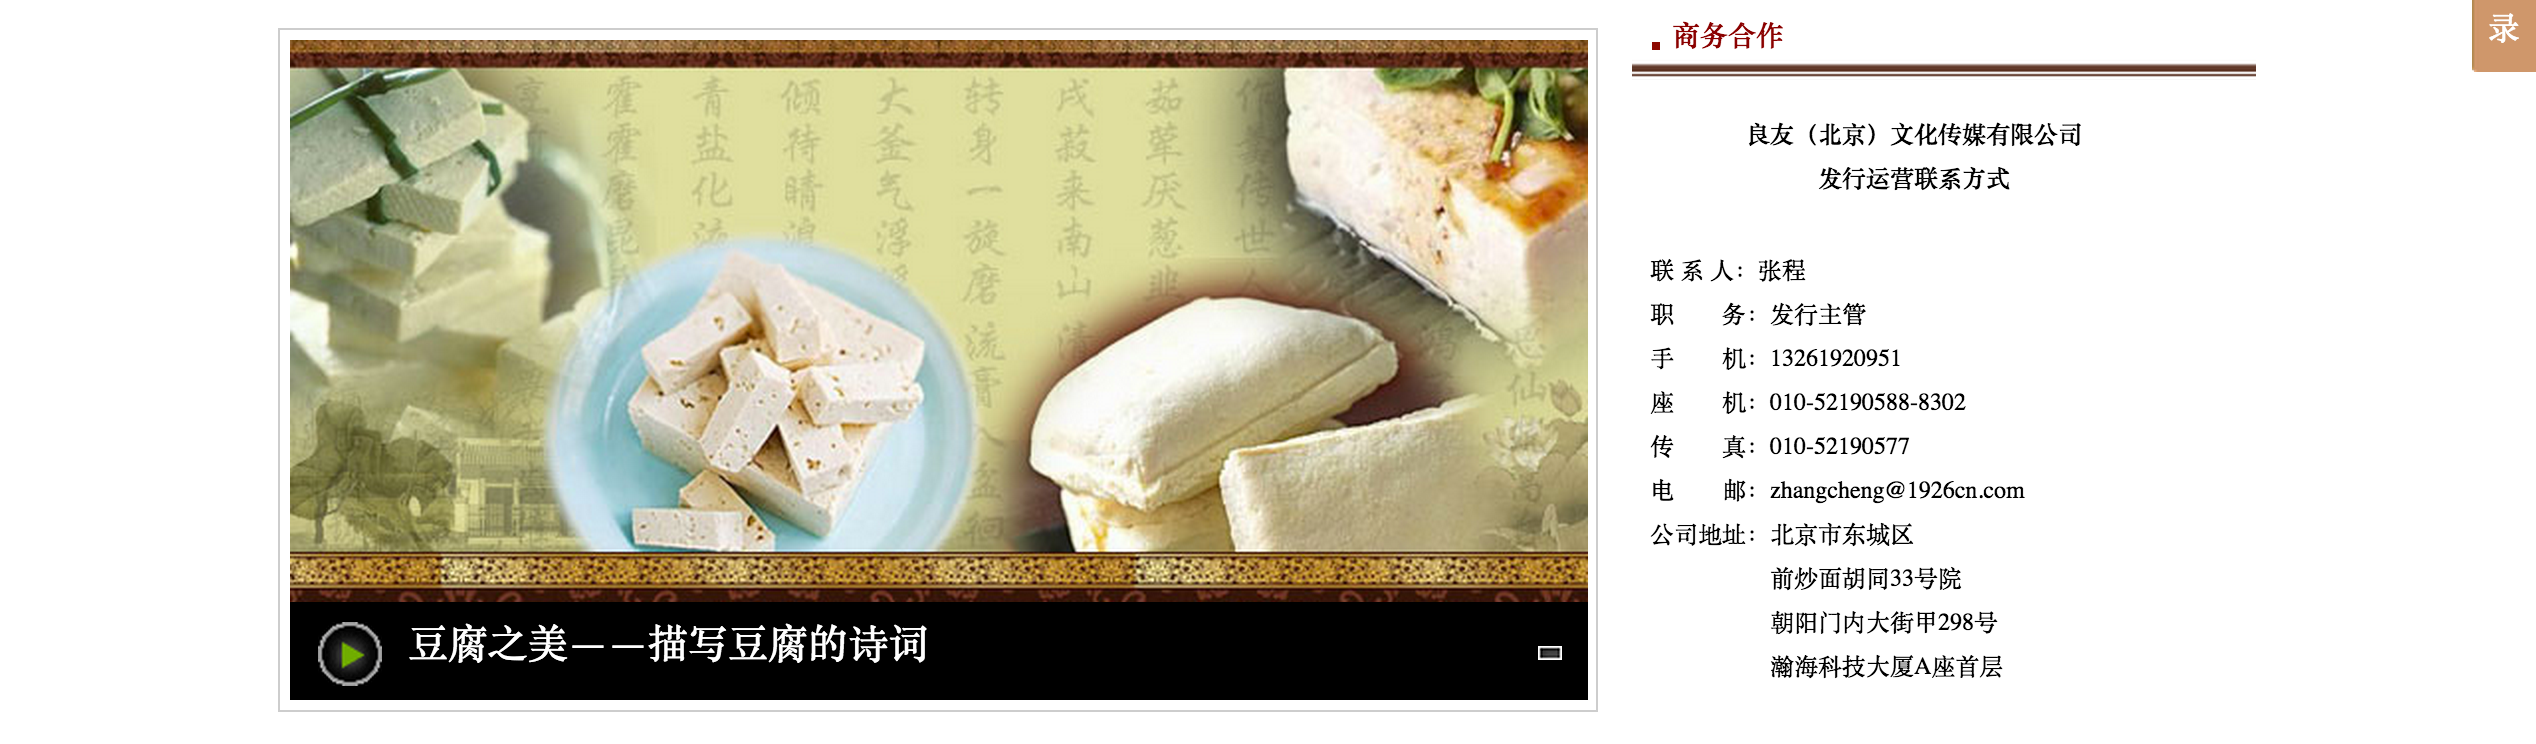 豆腐之美——描写豆腐的诗词
商务合作
良友（北京）文化传媒有限公司
发行运营联系方式
联 系 人：张程
职　　务：发行主管
手　　机：13261920951
座　　机：010-52190588-8302
传　　真：010-52190577
电　　邮：zhangcheng@1926cn.com
公司地址：北京市东城区
前炒面胡同33号院
朝阳门内大街甲298号
瀚海科技大厦A座首层
录